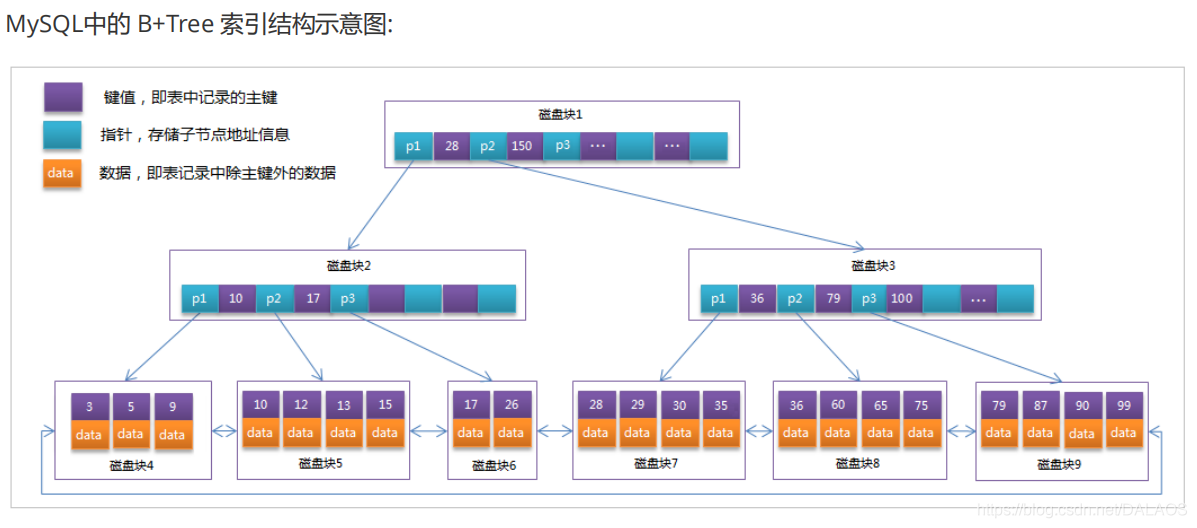 MySQL中的 B+Tree 索引结构示意图:
键值，即表中记录的主键
指针，存储子节点地址信息
data 数据，即表记录中除主键外的数据
磁盘块1
p1 28 p2 150 p3 ... ...
磁盘块2
p1 10 p2 17 p3
磁盘块3
p1 36 p2 79 p3 100 ...
3 5 9
data data data
磁盘块4
10 12 13 15
data data data data
磁盘块5
17 26
data data
磁盘块6
28 29 30 35
data data data data
磁盘块7
36 60 65 75
data data data data
磁盘块8
79 87 90 99
data data data data
磁盘块9
https://blog.csdn.net/DALAOS